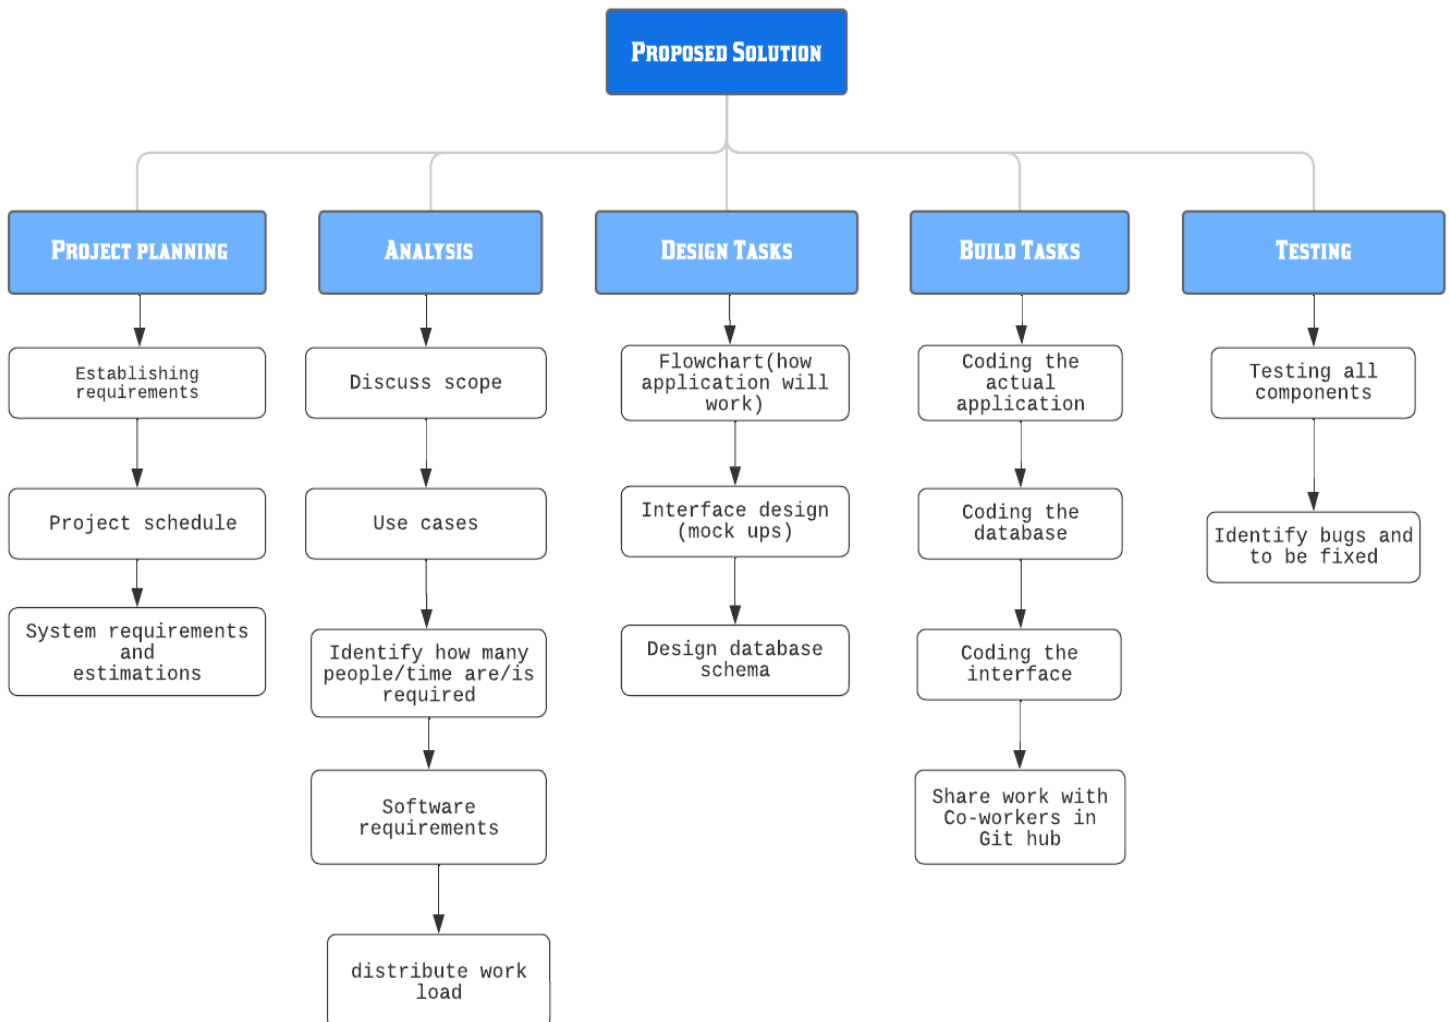 Proposed Solution
Project planning
Establishing
requirements
Project schedule
System requirements
and
estimations
Analysis
Discuss scope
Use cases
Identify how many
people/time are/is
required
Software
requirements
distribute work
load
Design Tasks
Flowchart(how
application will
work)
Interface design
(mock ups)
Design database
schema
Build Tasks
Coding the
actual
application
Coding the
database
Coding the
interface
Share work with
Co-workers in
Git hub
Testing
Testing all
components
Identify bugs and
to be fixed